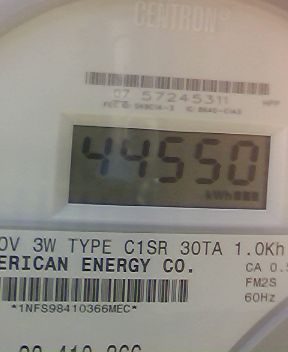 CENTRON®
07 57245311
44550
kWh
0V 3W TYPE C1SR 30TA 1.0Kh
ERICAN ENERGY CO.
CA 0.5
FM2S
60Hz
*1NFS98410366MEC*